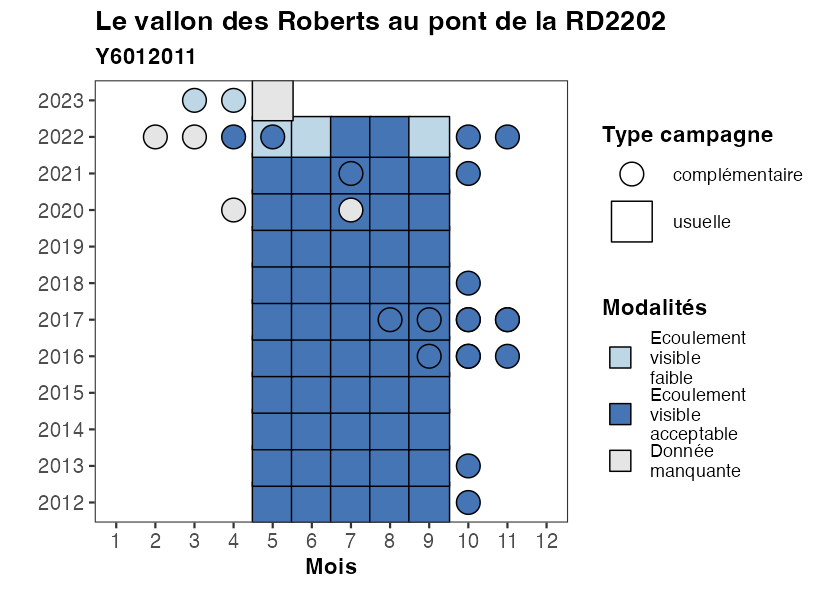 Le vallon des Roberts au pont de la RD2202
Y6012011
2023
2022
2021
2020
2019
2018
2017
2016
2015
2014
2013
2012
1 2 3 4 5 6 7 8 9 10 11 12
Mois
Type campagne
complémentaire
usuelle
Modalités
Ecoulement
visible
faible
Ecoulement
visible
acceptable
Donnée
manquante